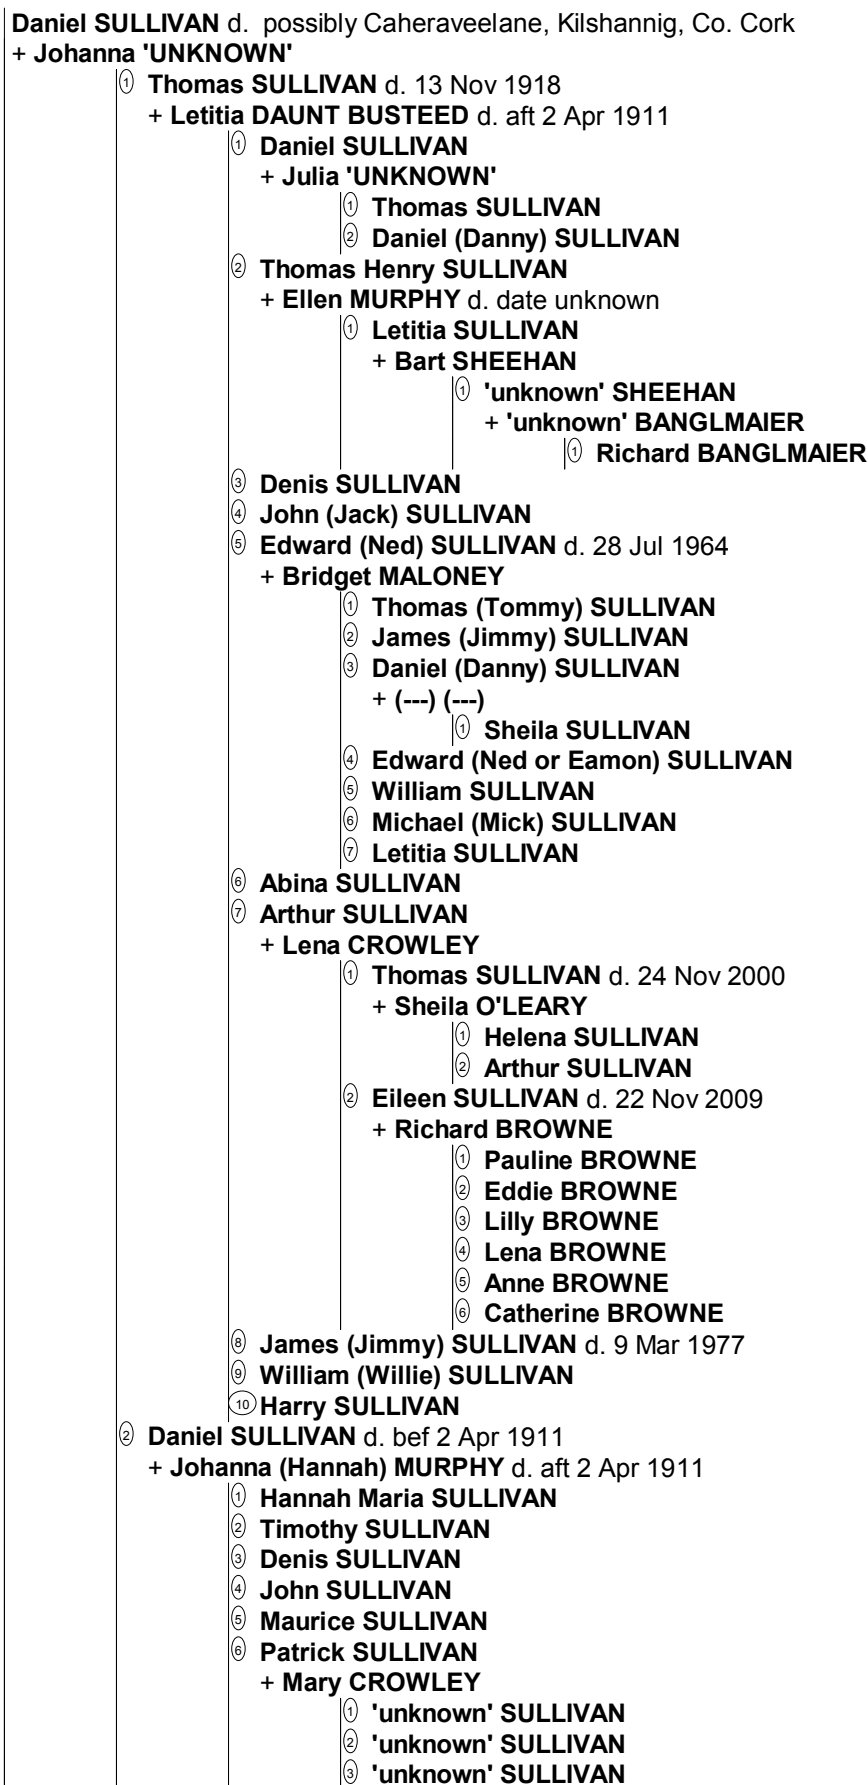 Daniel SULLIVAN d. possibly Caheraveelane, Kilshannig, Co. Cork
+ Johanna 'UNKNOWN'
1 Thomas SULLIVAN d. 13 Nov 1918
+ Letitia DAUNT BUSTEED d. aft 2 Apr 1911
1 Daniel SULLIVAN
+ Julia 'UNKNOWN'
1 Thomas SULLIVAN
2 Daniel (Danny) SULLIVAN
2 Thomas Henry SULLIVAN
+ Ellen MURPHY d. date unknown
1 Letitia SULLIVAN
+ Bart SHEEHAN
1 'unknown' SHEEHAN
+ 'unknown' BANGLMAIER
1 Richard BANGLMAIER
3 Denis SULLIVAN
4 John (Jack) SULLIVAN
5 Edward (Ned) SULLIVAN d. 28 Jul 1964
+ Bridget MALONEY
1 Thomas (Tommy) SULLIVAN
2 James (Jimmy) SULLIVAN
3 Daniel (Danny) SULLIVAN
+ (---) (---)
1 Sheila SULLIVAN
4 Edward (Ned or Eamon) SULLIVAN
5 William SULLIVAN
6 Michael (Mick) SULLIVAN
7 Letitia SULLIVAN
6 Abina SULLIVAN
7 Arthur SULLIVAN
+ Lena CROWLEY
1 Thomas SULLIVAN d. 24 Nov 2000
+ Sheila O'LEARY
1 Helena SULLIVAN
2 Arthur SULLIVAN
2 Eileen SULLIVAN d. 22 Nov 2009
+ Richard BROWNE
1 Pauline BROWNE
2 Eddie BROWNE
3 Lilly BROWNE
4 Lena BROWNE
5 Anne BROWNE
6 Catherine BROWNE
8 James (Jimmy) SULLIVAN d. 9 Mar 1977
9 William (Willie) SULLIVAN
10 Harry SULLIVAN
2 Daniel SULLIVAN d. bef 2 Apr 1911
+ Johanna (Hannah) MURPHY d. aft 2 Apr 1911
1 Hannah Maria SULLIVAN
2 Timothy SULLIVAN
3 Denis SULLIVAN
4 John SULLIVAN
5 Maurice SULLIVAN
6 Patrick SULLIVAN
+ Mary CROWLEY
1 'unknown' SULLIVAN
2 'unknown' SULLIVAN
3 'unknown' SULLIVAN